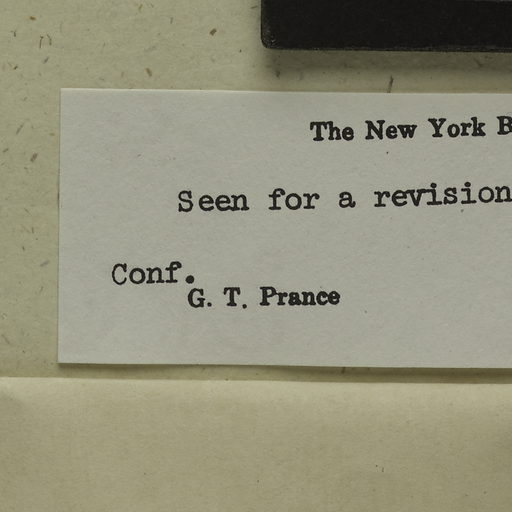 The New York B
Seen for a revision
Conf.
G. T. Prance